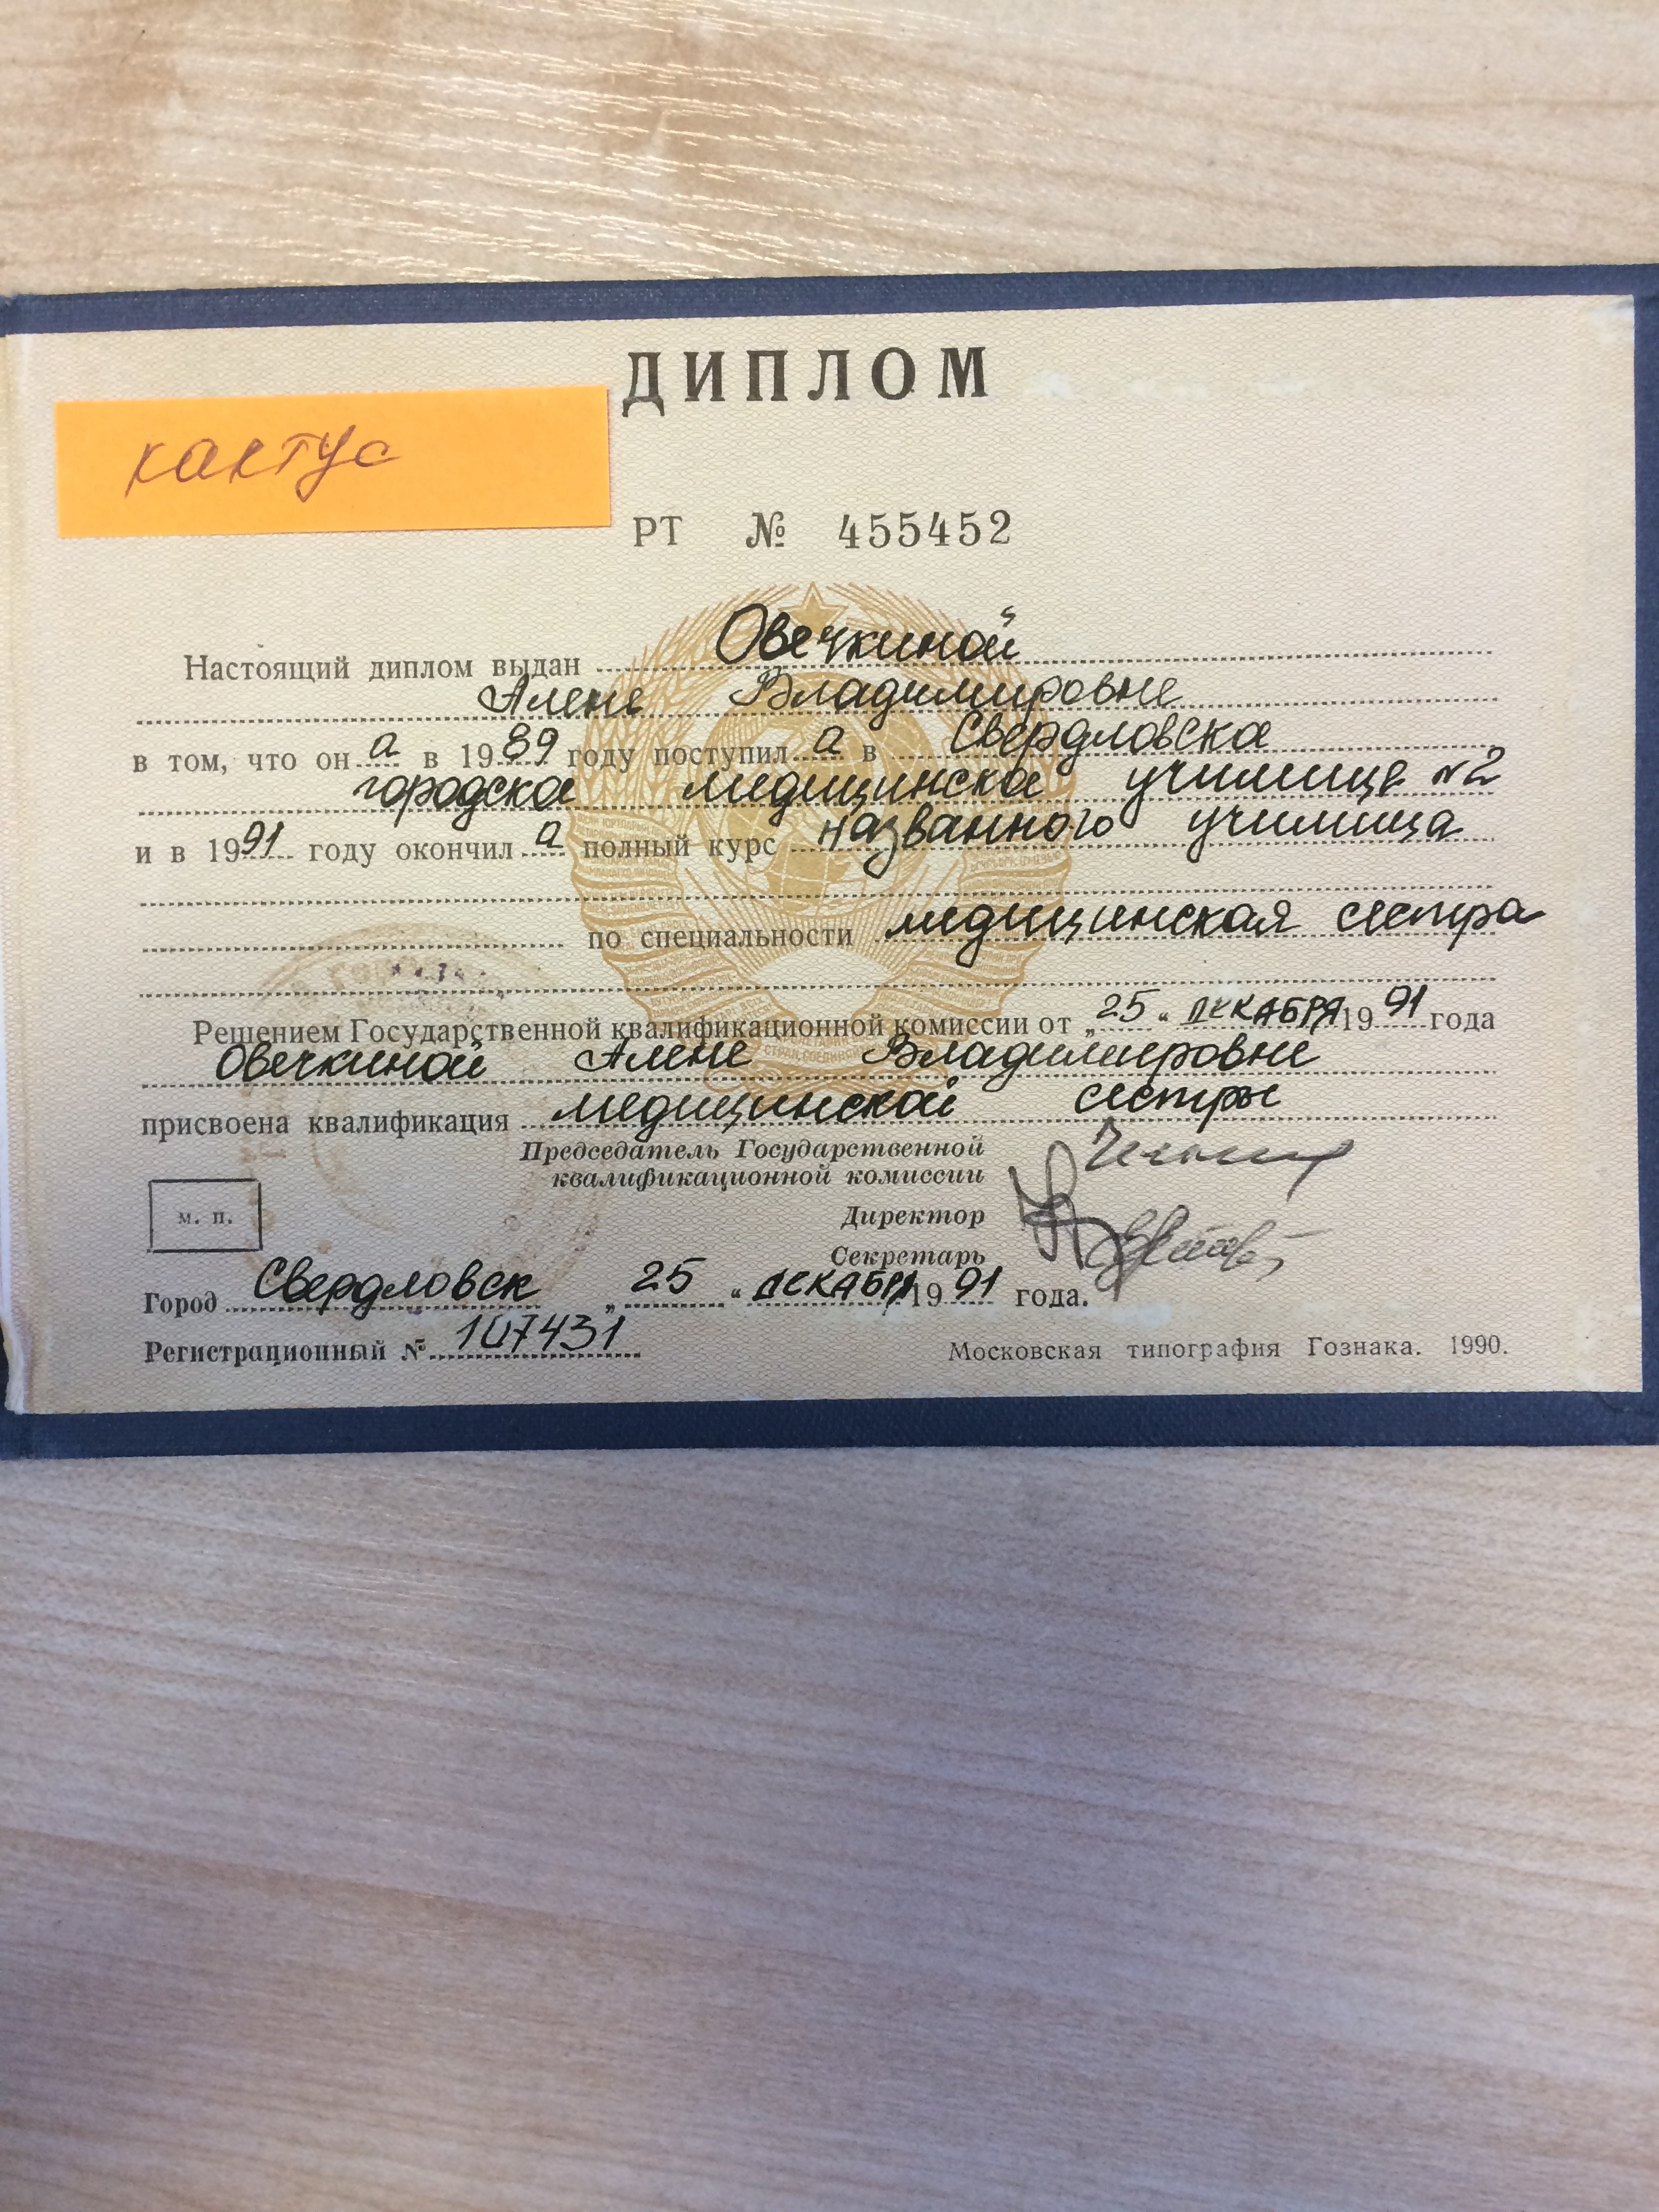 ДИПЛОМ
кактус
РТ № 455452
Настоящий диплом выдан Овечкиной
Алене Владимировне
в том, что он а в 1989 году поступил а в Свердловское
городское медицинское училище №2
и в 1991 году окончил а полный курс названного училища
по специальности медицинская сестра
Решением Государственной квалификационной комиссии от „25“ ДЕКАБРЯ 1991 года
Овечкиной Алене Владимировне
присвоена квалификация медицинской сестры
Председатель Государственной
квалификационной комиссии
Директор
м. п.
Секретарь
Город Свердловск „25“ ДЕКАБРЯ 1991 года.
Регистрационный № 107431
Московская типография Гознака. 1990.